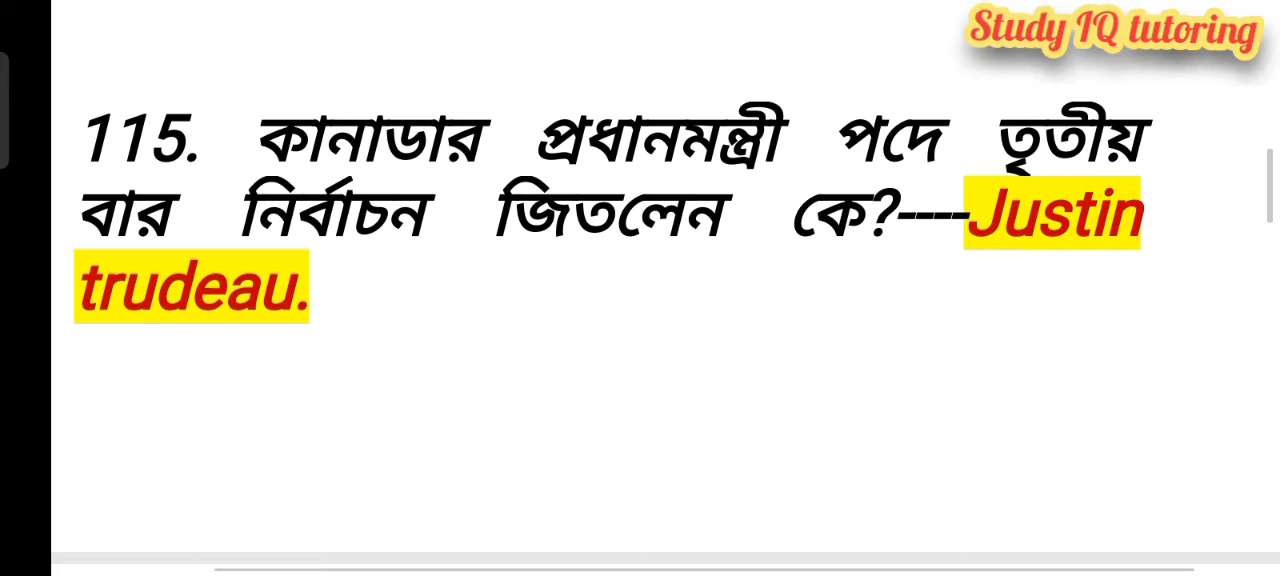 Study IQ tutoring
115. কানাডার প্রধানমন্ত্রী পদে তৃতীয়
বার নির্বাচন জিতলেন কে?----Justin
trudeau.